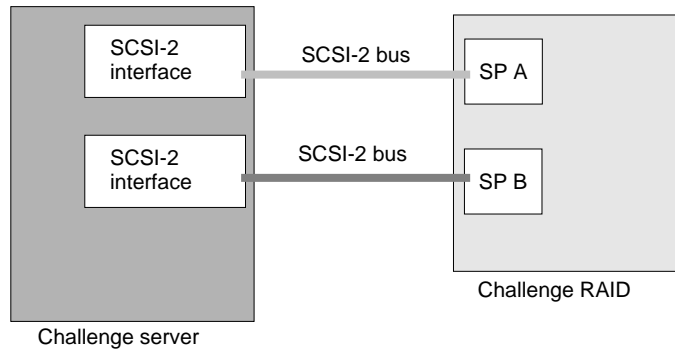 SCSI-2
interface
SCSI-2 bus
SP A
SCSI-2
interface
SCSI-2 bus
SP B
Challenge RAID
Challenge server